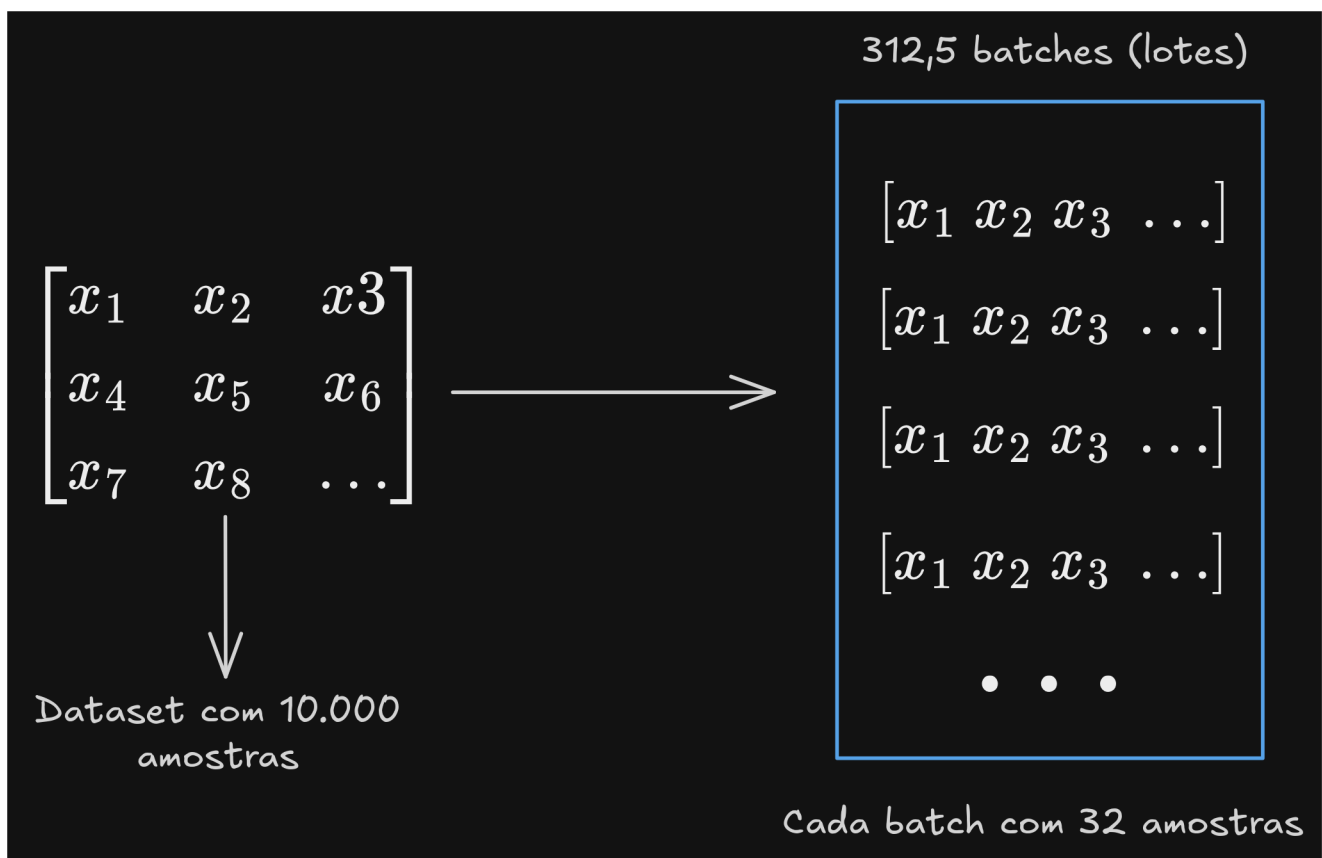 312,5 batches (lotes)
[x₁ x₂ x₃ ...]
[x₁ x₂ x₃ ...]
[x₁ x₂ x₃ ...]
[x₁ x₂ x₃ ...]
...
Cada batch com 32 amostras
x₁ x₂ x3
x₄ x₅ x₆
x₇ x₈ ...
Dataset com 10.000
amostras